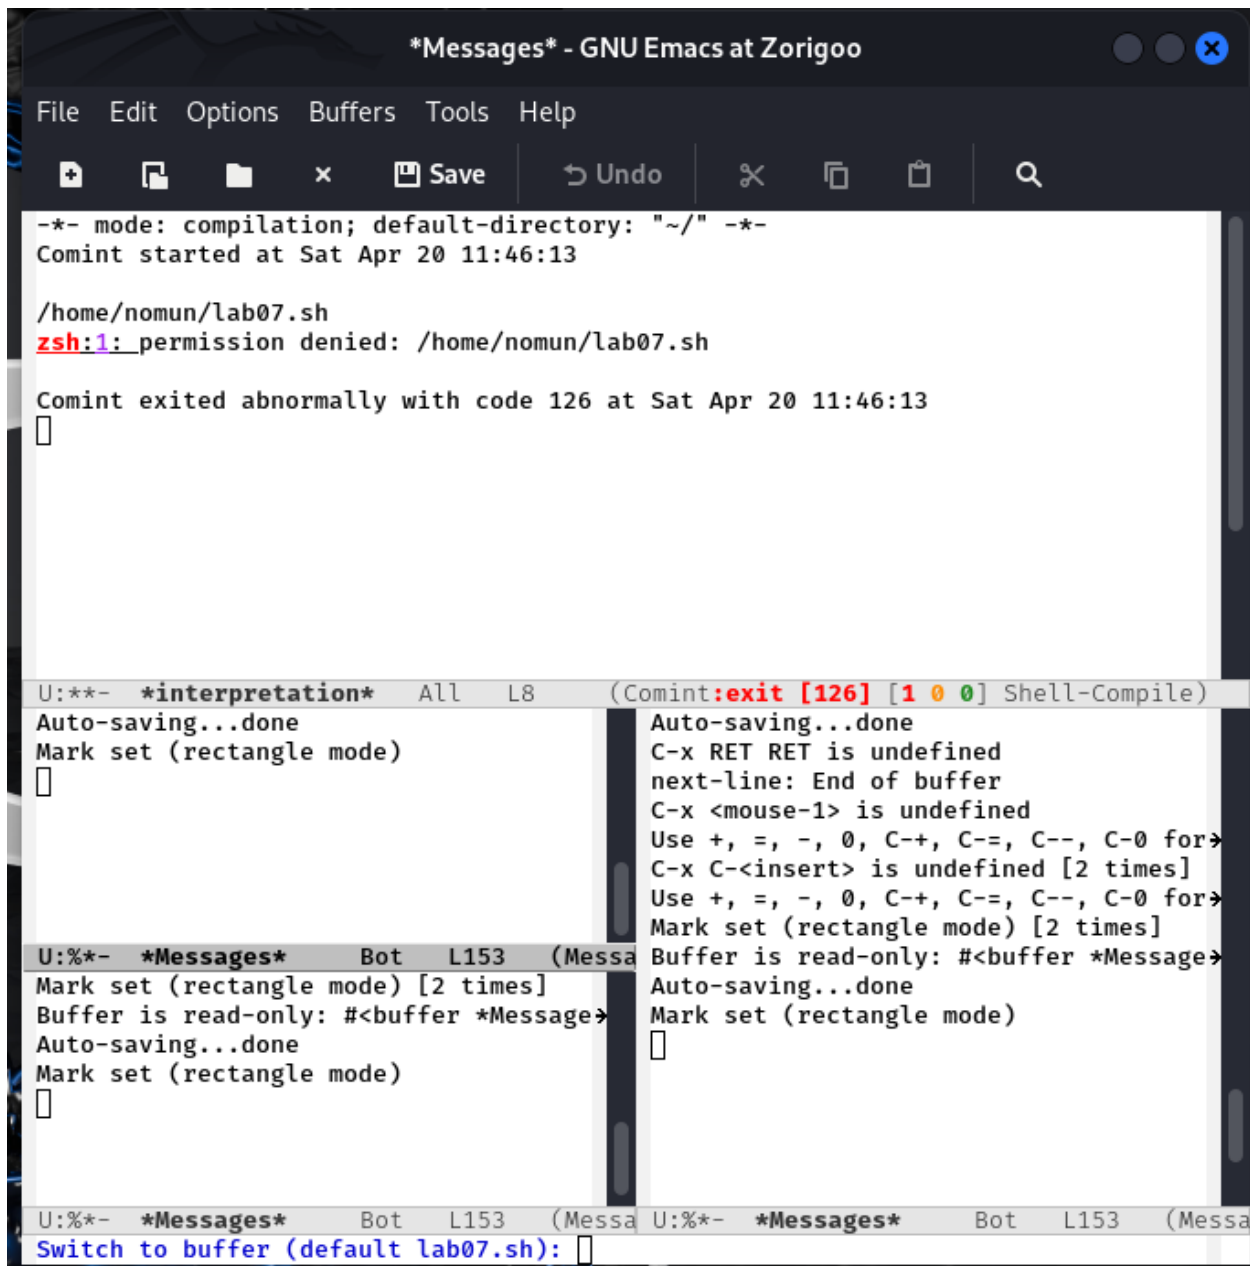 *Messages* - GNU Emacs at Zorigoo
File Edit Options Buffers Tools Help
Save Undo
-*- mode: compilation; default-directory: "~/" -*-
Comint started at Sat Apr 20 11:46:13
/home/nomun/lab07.sh
zsh:1: permission denied: /home/nomun/lab07.sh
Comint exited abnormally with code 126 at Sat Apr 20 11:46:13
U:**- *interpretation* All L8 (Comint:exit [126] [1 0 0] Shell-Compile)
Auto-saving...done
Mark set (rectangle mode)
U:%*- *Messages* Bot L153 (Messa
Mark set (rectangle mode) [2 times]
Buffer is read-only: #<buffer *Message→
Auto-saving...done
Mark set (rectangle mode)
U:%*- *Messages* Bot L153 (Messa
Auto-saving...done
C-x RET RET is undefined
next-line: End of buffer
C-x <mouse-1> is undefined
Use +, =, -, 0, C-+, C-=, C--, C-0 for→
C-x C-<insert> is undefined [2 times]
Use +, =, -, 0, C-+, C-=, C--, C-0 for→
Mark set (rectangle mode) [2 times]
Buffer is read-only: #<buffer *Message→
Auto-saving...done
Mark set (rectangle mode)
U:%*- *Messages* Bot L153 (Messa
Switch to buffer (default lab07.sh):